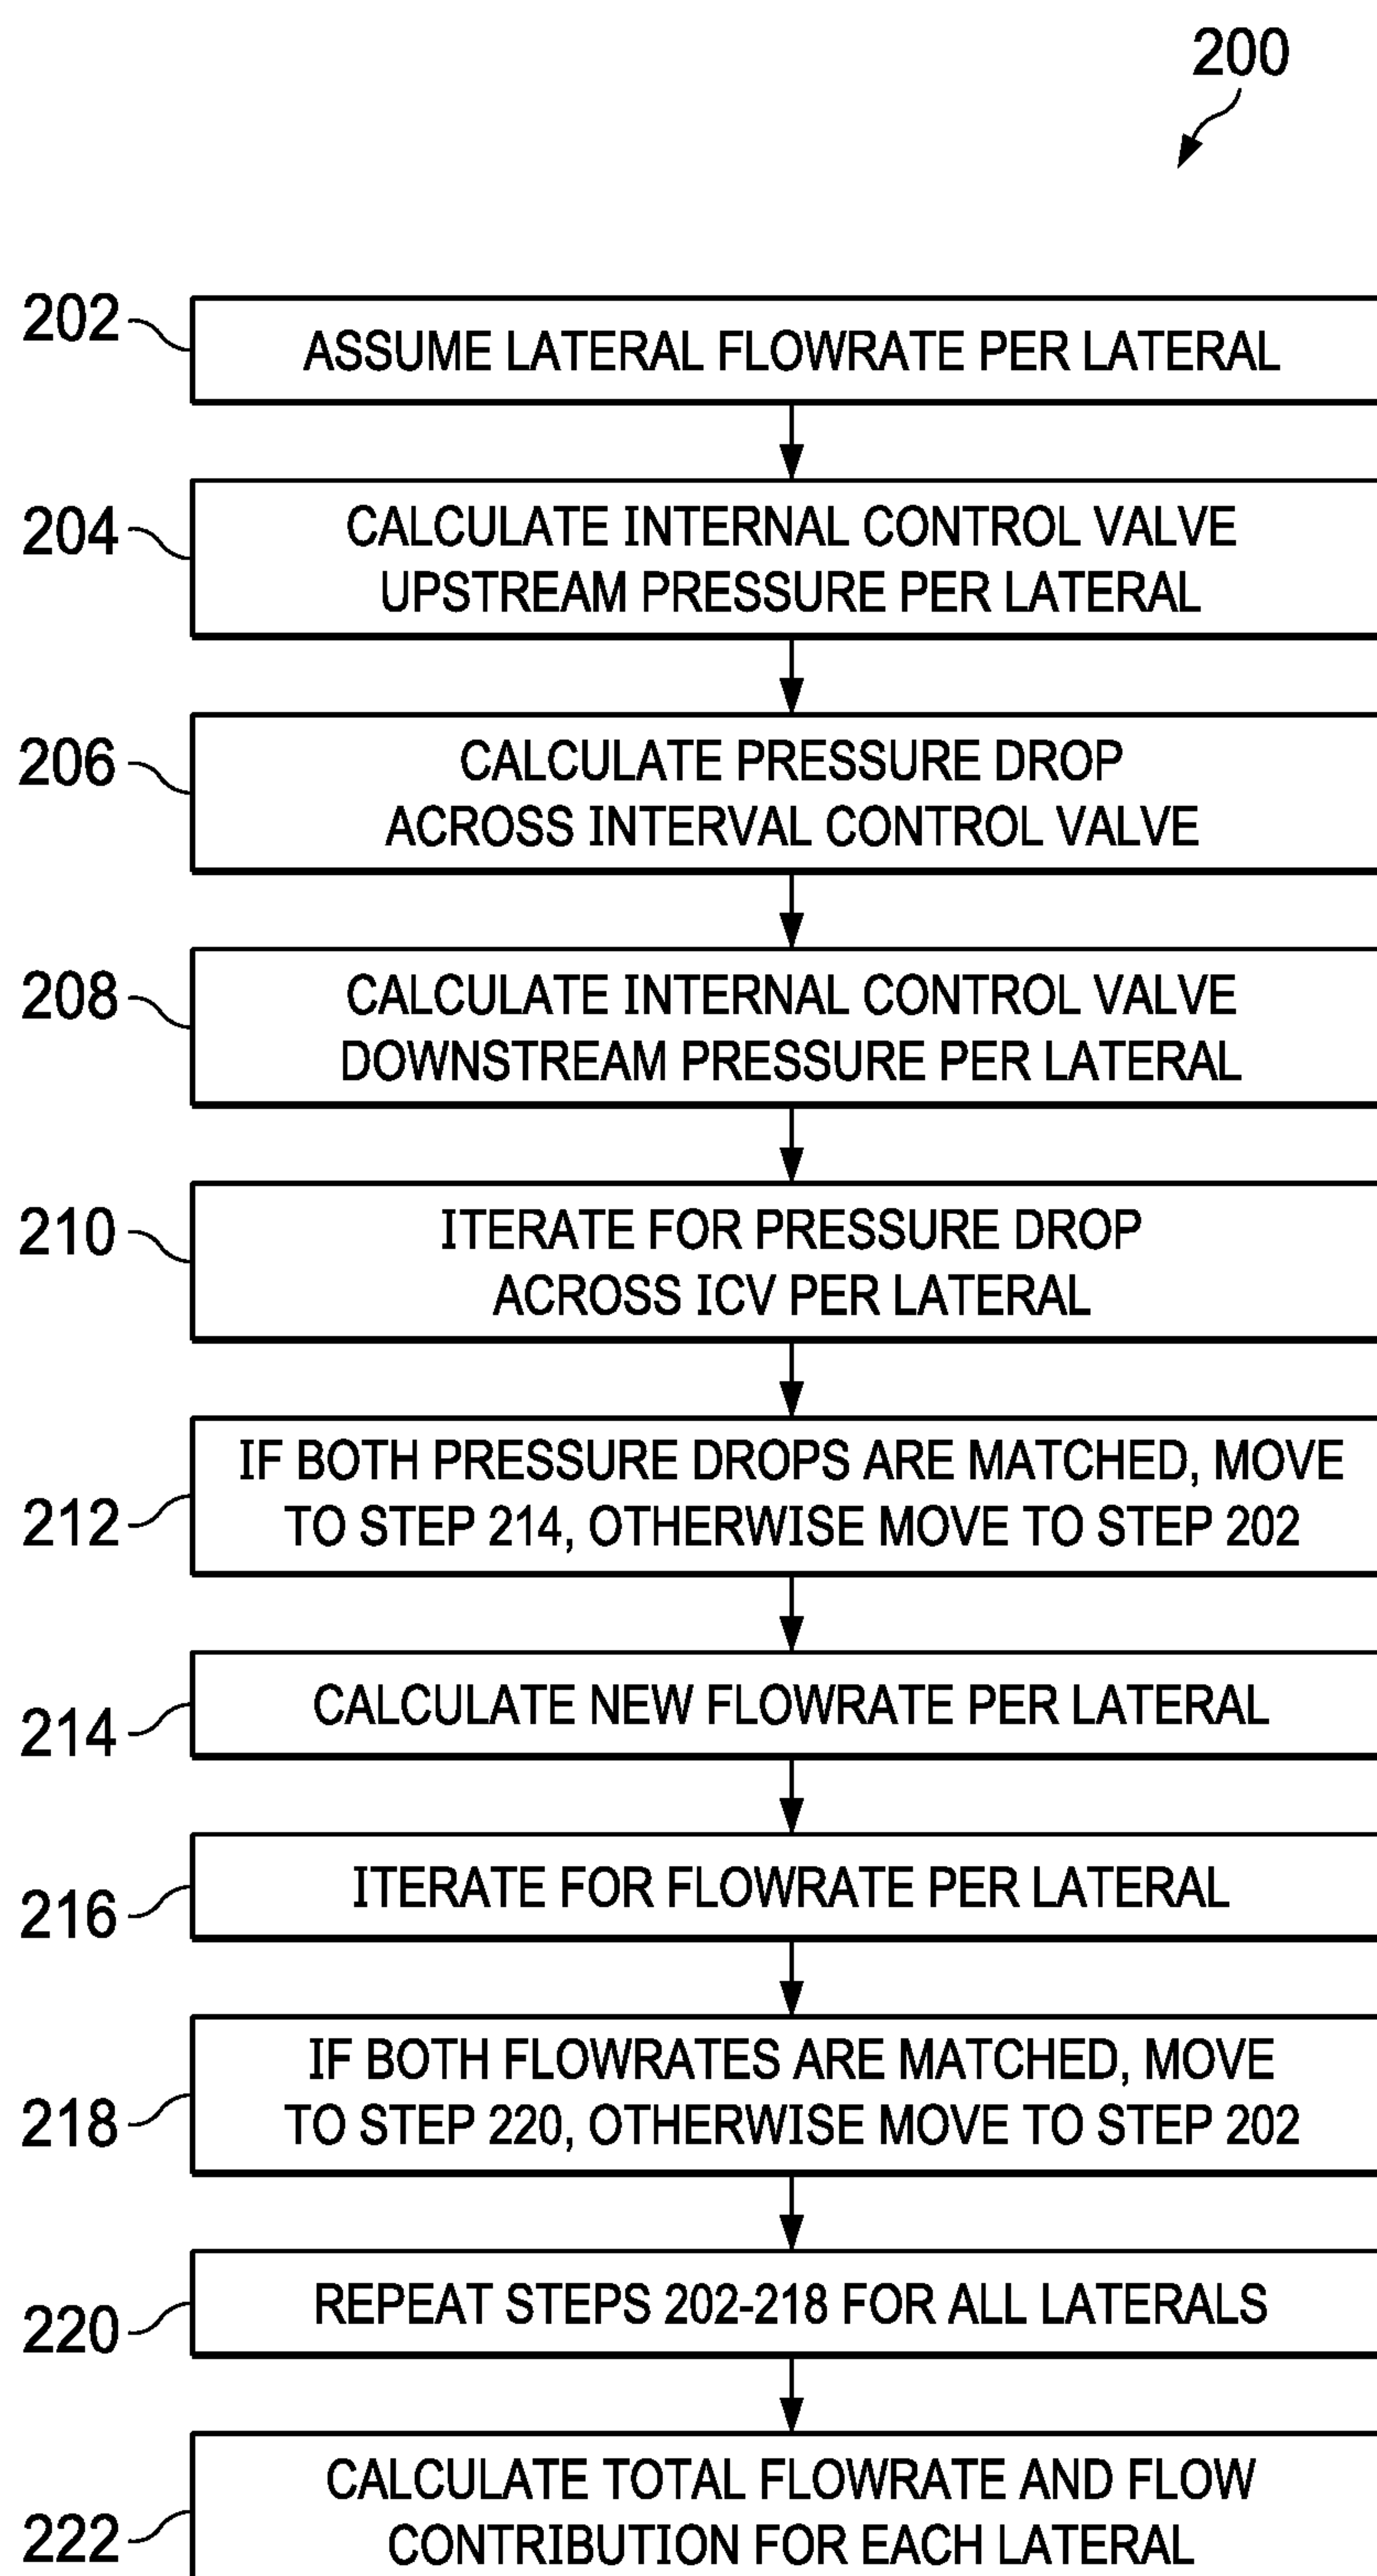 200
202
ASSUME LATERAL FLOWRATE PER LATERAL
204
CALCULATE INTERNAL CONTROL VALVE
UPSTREAM PRESSURE PER LATERAL
206
CALCULATE PRESSURE DROP
ACROSS INTERVAL CONTROL VALVE
208
CALCULATE INTERNAL CONTROL VALVE
DOWNSTREAM PRESSURE PER LATERAL
210
ITERATE FOR PRESSURE DROP
ACROSS ICV PER LATERAL
212
IF BOTH PRESSURE DROPS ARE MATCHED, MOVE
TO STEP 214, OTHERWISE MOVE TO STEP 202
214
CALCULATE NEW FLOWRATE PER LATERAL
216
ITERATE FOR FLOWRATE PER LATERAL
218
IF BOTH FLOWRATES ARE MATCHED, MOVE
TO STEP 220, OTHERWISE MOVE TO STEP 202
220
REPEAT STEPS 202-218 FOR ALL LATERALS
222
CALCULATE TOTAL FLOWRATE AND FLOW
CONTRIBUTION FOR EACH LATERAL